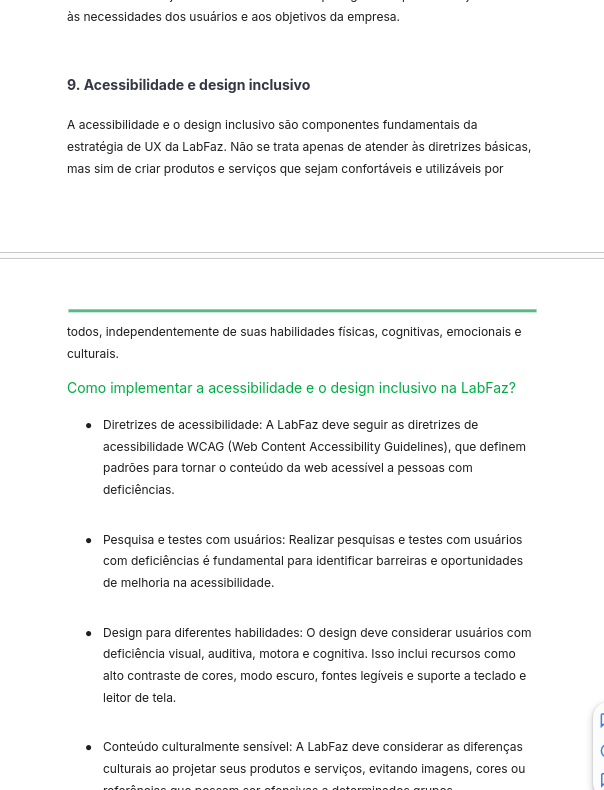 às necessidades dos usuários e aos objetivos da empresa.
9. Acessibilidade e design inclusivo
A acessibilidade e o design inclusivo são componentes fundamentais da
estratégia de UX da LabFaz. Não se trata apenas de atender às diretrizes básicas,
mas sim de criar produtos e serviços que sejam confortáveis e utilizáveis por
todos, independentemente de suas habilidades físicas, cognitivas, emocionais e
culturais.
Como implementar a acessibilidade e o design inclusivo na LabFaz?
● Diretrizes de acessibilidade: A LabFaz deve seguir as diretrizes de
acessibilidade WCAG (Web Content Accessibility Guidelines), que definem
padrões para tornar o conteúdo da web acessível a pessoas com
deficiências.
● Pesquisa e testes com usuários: Realizar pesquisas e testes com usuários
com deficiências é fundamental para identificar barreiras e oportunidades
de melhoria na acessibilidade.
● Design para diferentes habilidades: O design deve considerar usuários com
deficiência visual, auditiva, motora e cognitiva. Isso inclui recursos como
alto contraste de cores, modo escuro, fontes legíveis e suporte a teclado e
leitor de tela.
● Conteúdo culturalmente sensível: A LabFaz deve considerar as diferenças
culturais ao projetar seus produtos e serviços, evitando imagens, cores ou
referências que possam ser ofensivas a determinados grupos.